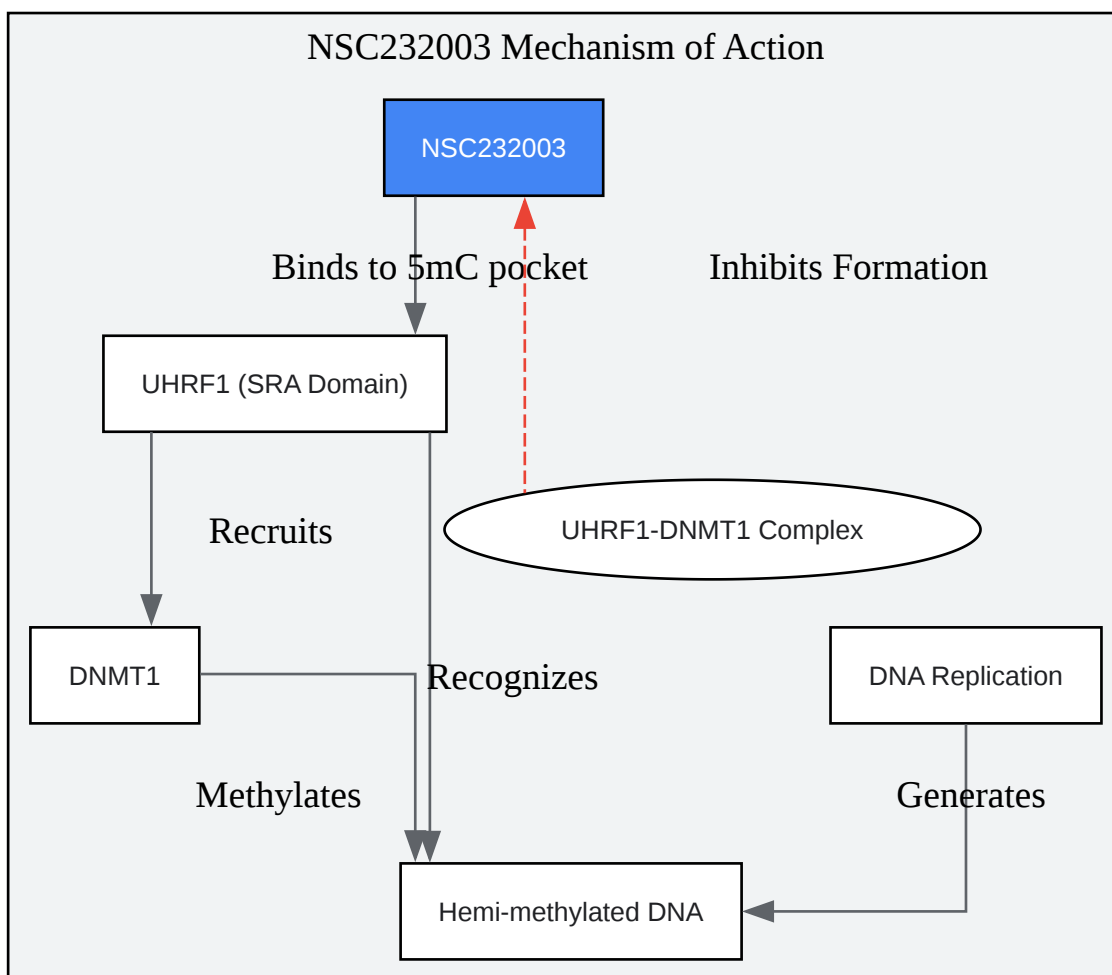 NSC232003 Mechanism of Action
NSC232003
Binds to 5mC pocket
Inhibits Formation
UHRF1 (SRA Domain)
Recruits
UHRF1-DNMT1 Complex
DNMT1
Recognizes
DNA Replication
Methylates
Generates
Hemi-methylated DNA